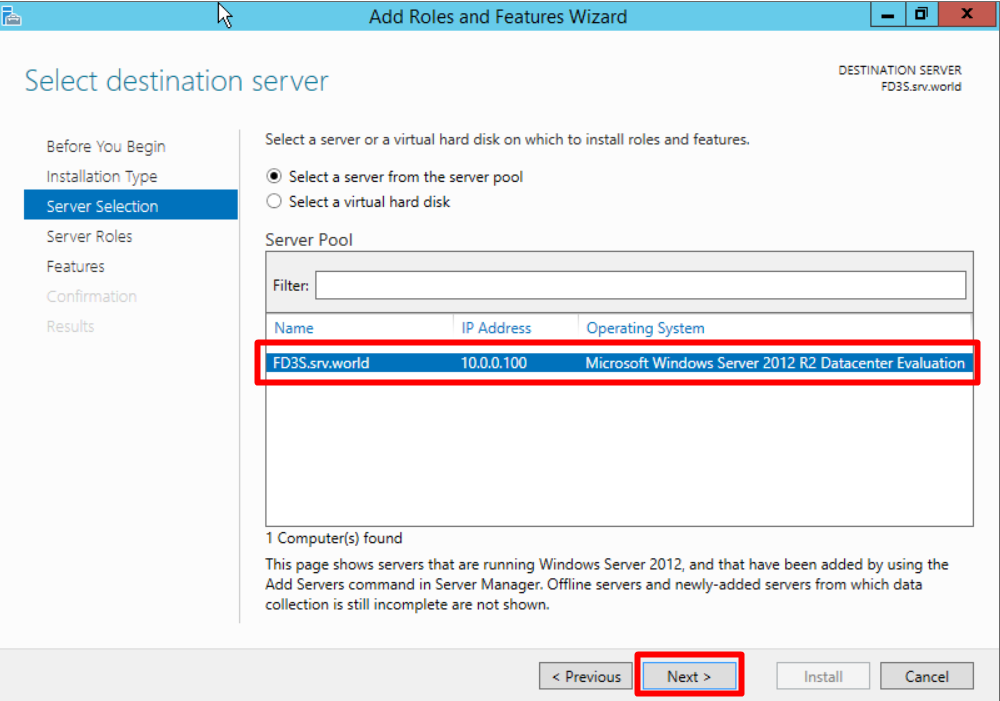 Add Roles and Features Wizard
Select destination server
DESTINATION SERVER
FD3S.srv.world
Before You Begin
Installation Type
Server Selection
Server Roles
Features
Confirmation
Results
Select a server or a virtual hard disk on which to install roles and features.
Select a server from the server pool
Select a virtual hard disk
Server Pool
Filter:
Name IP Address Operating System
FD3S.srv.world 10.0.0.100 Microsoft Windows Server 2012 R2 Datacenter Evaluation
1 Computer(s) found
This page shows servers that are running Windows Server 2012, and that have been added by using the
Add Servers command in Server Manager. Offline servers and newly-added servers from which data
collection is still incomplete are not shown.
< Previous Next > Install Cancel